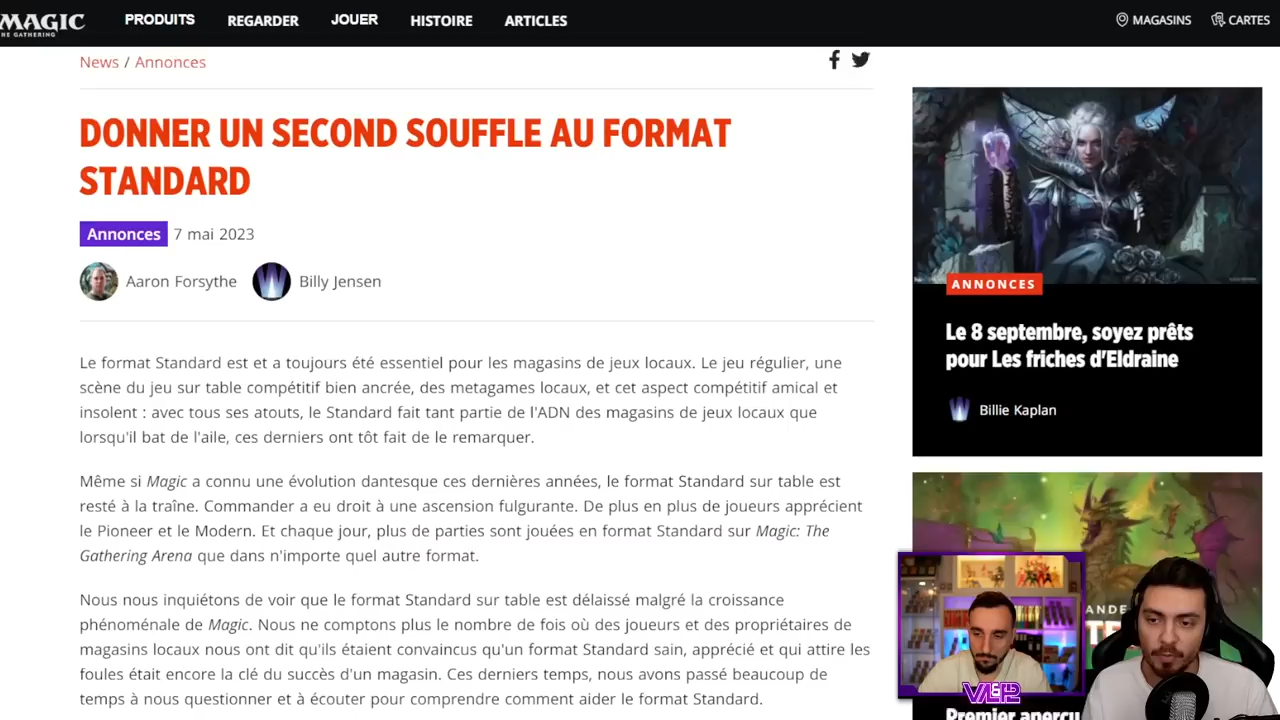 MAGIC
THE GATHERING
PRODUITS
REGARDER
JOUER
HISTOIRE
ARTICLES
MAGASINS
CARTES
News / Annonces
DONNER UN SECOND SOUFFLE AU FORMAT
STANDARD
Annonces 7 mai 2023
Aaron Forsythe
Billy Jensen
Le format Standard est et a toujours été essentiel pour les magasins de jeux locaux. Le jeu régulier, une
scène du jeu sur table compétitif bien ancrée, des metagames locaux, et cet aspect compétitif amical et
insolent : avec tous ses atouts, le Standard fait tant partie de l'ADN des magasins de jeux locaux que
lorsqu'il bat de l'aile, ces derniers ont tôt fait de le remarquer.
Même si Magic a connu une évolution dantesque ces dernières années, le format Standard sur table est
resté à la traîne. Commander a eu droit à une ascension fulgurante. De plus en plus de joueurs apprécient
le Pioneer et le Modern. Et chaque jour, plus de parties sont jouées en format Standard sur Magic: The
Gathering Arena que dans n'importe quel autre format.
Nous nous inquiétons de voir que le format Standard sur table est délaissé malgré la croissance
phénoménale de Magic. Nous ne comptons plus le nombre de fois où des joueurs et des propriétaires de
magasins locaux nous ont dit qu'ils étaient convaincus qu'un format Standard sain, apprécié et qui attire les
foules était encore la clé du succès d'un magasin. Ces derniers temps, nous avons passé beaucoup de
temps à nous questionner et à écouter pour comprendre comment aider le format Standard.
ANNONCES
Le 8 septembre, soyez prêts
pour Les friches d'Eldraine
Billie Kaplan
Premier aperçu